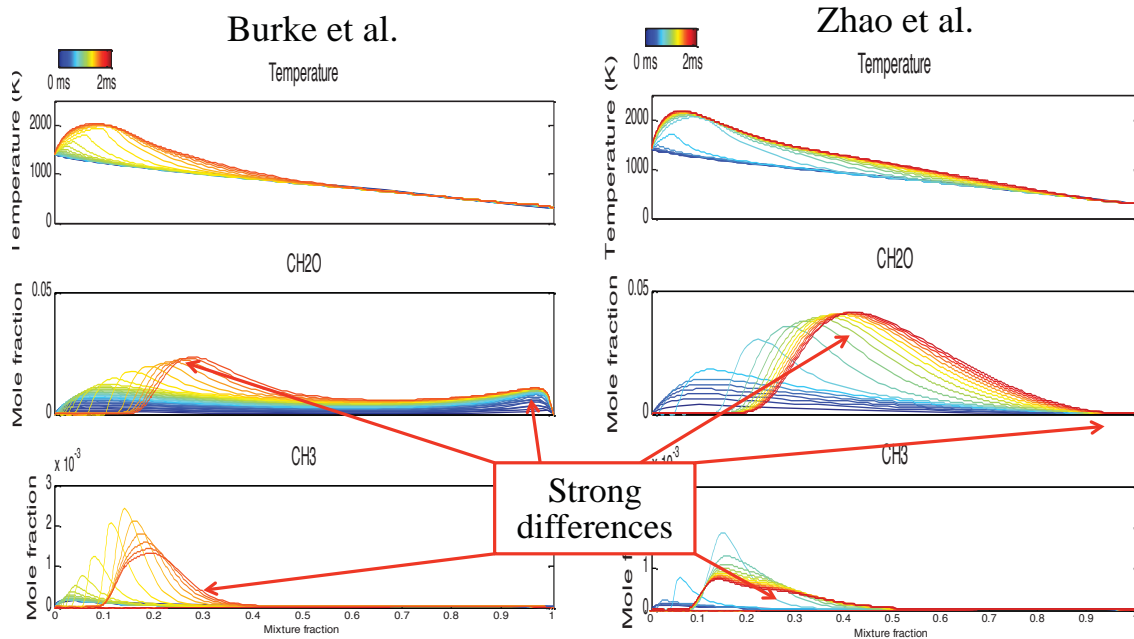 Burke et al.
0 ms 2ms
Temperature
Temperature (K)
2000
1000
0
CH2O
Mole fraction
0.05
0
CH3
x 10^-3
Mole fraction
3
2
1
0
0 0.1 0.2 0.3 0.4 0.5 0.6 0.7 0.8 0.9 1
Mixture fraction
Zhao et al.
0 ms 2ms
Temperature
Temperature (K)
2000
1000
0
CH2O
Mole fraction
0.05
0
CH3
10^-3
1
0
0 0.1 0.2 0.3 0.4 0.5 0.6 0.7 0.8 0.9 1
Mixture fraction
Strong
differences